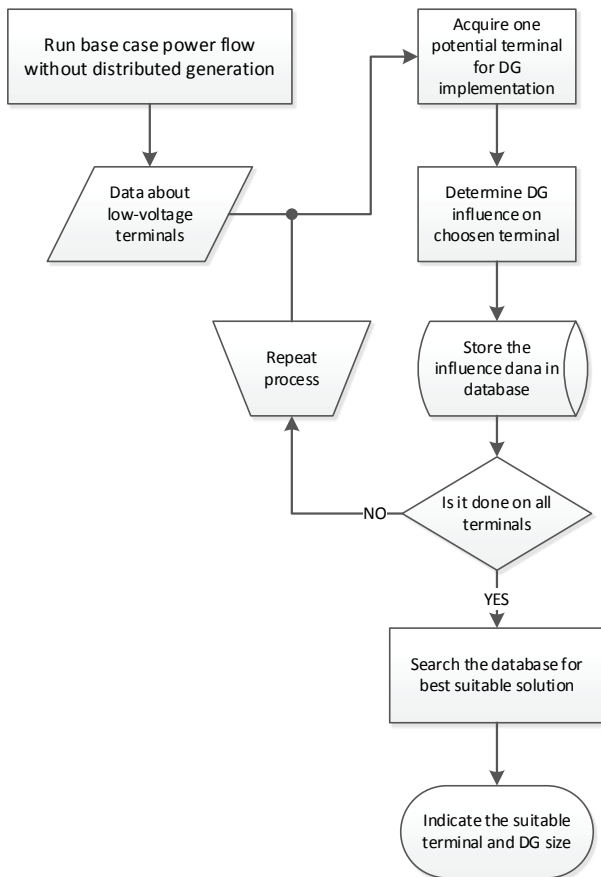 Run base case power flow
without distributed generation
Data about
low-voltage
terminals
Acquire one
potential terminal
for DG
implementation
Determine DG
influence on
choosen terminal
Store the
influence dana in
database
Repeat
process
Is it done on all
terminals
NO
YES
Search the database for
best suitable solution
Indicate the suitable
terminal and DG size